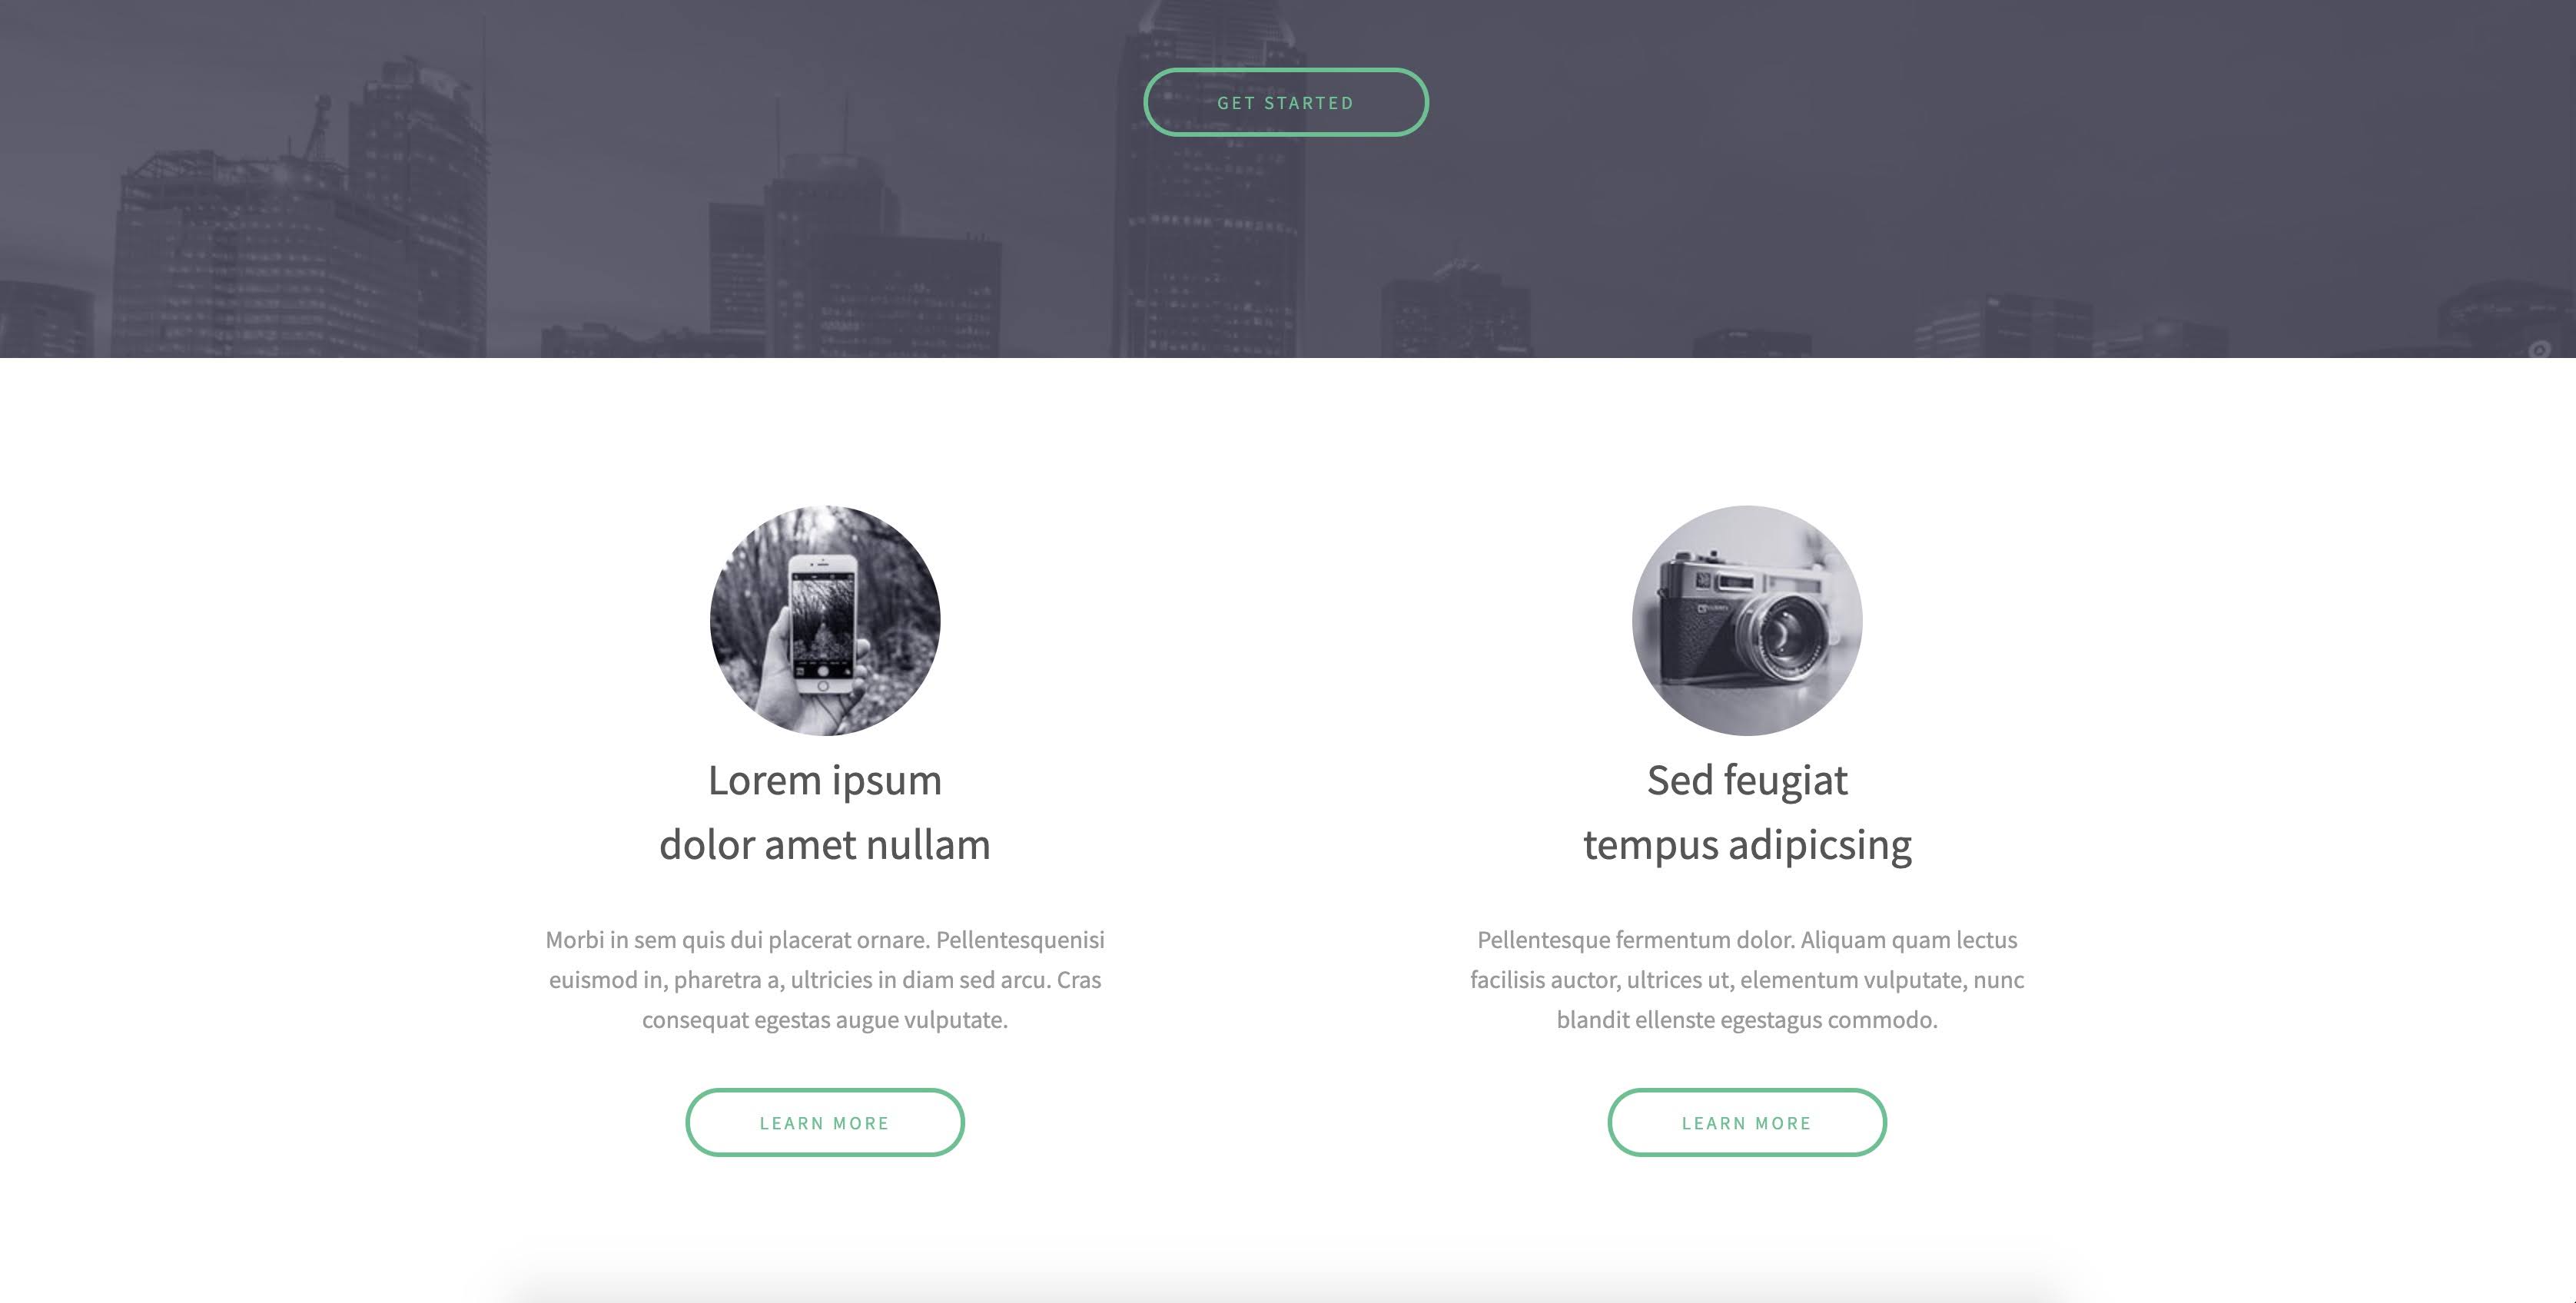 GET STARTED
Lorem ipsum
dolor amet nullam
Morbi in sem quis dui placerat ornare. Pellentesquenisi
euismod in, pharetra a, ultricies in diam sed arcu. Cras
consequat egestas augue vulputate.
LEARN MORE
Sed feugiat
tempus adipicsing
Pellentesque fermentum dolor. Aliquam quam lectus
facilisis auctor, ultrices ut, elementum vulputate, nunc
blandit ellenste egestagus commodo.
LEARN MORE